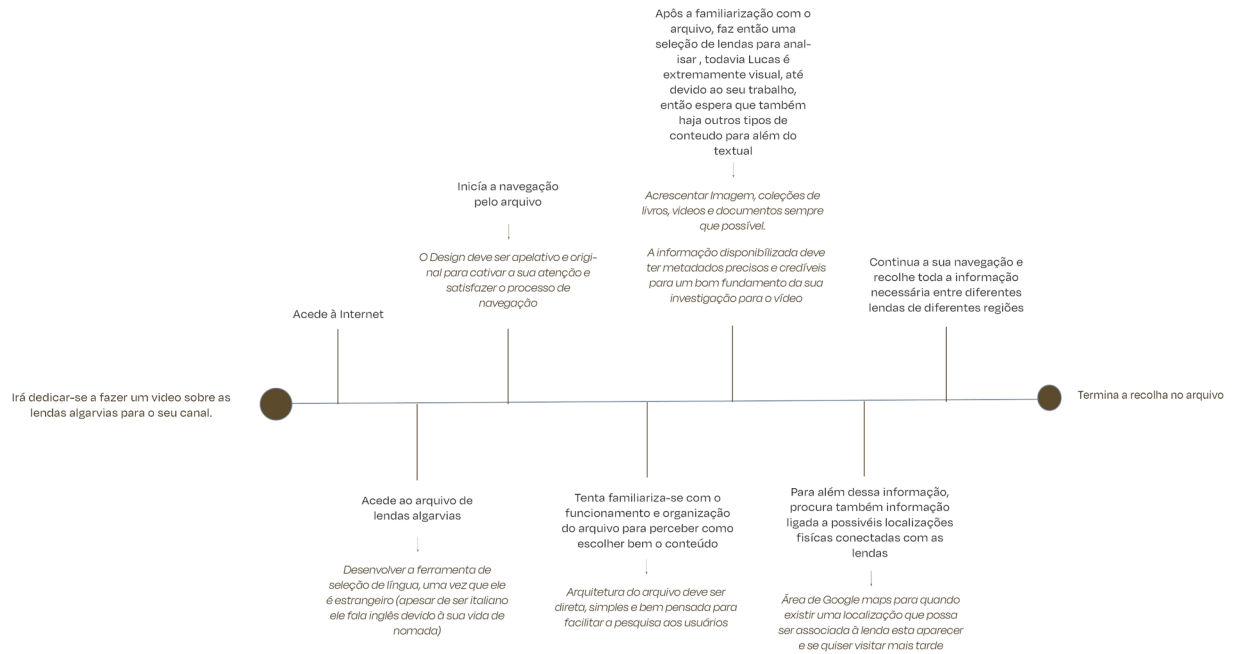 Irá dedicar-se a fazer um video sobre as
lendas algarvias para o seu canal.
Acede à Internet
Acede ao arquivo de
lendas algarvias
Desenvolver a ferramenta de
seleção de língua, uma vez que ele
é estrangeiro (apesar de ser italiano
ele fala inglês devido à sua vida de
nomada)
Inicía a navegação
pelo arquivo
O Design deve ser apelativo e origi-
nal para cativar a sua atenção e
satisfazer o processo de
navegação
Tenta familiariza-se com o
funcionamento e organização
do arquivo para perceber como
escolher bem o conteúdo
Arquitetura do arquivo deve ser
direta, simples e bem pensada para
facilitar a pesquisa aos usuários
Apôs a familiarização com o
arquivo, faz então uma
seleção de lendas para anal-
isar , todavia Lucas é
extremamente visual, até
devido ao seu trabalho,
então espera que também
haja outros tipos de
conteudo para além do
textual
Acrescentar Imagem, coleções de
livros, videos e documentos sempre
que possível.
A informação disponibílizada deve
ter metadados precisos e credíveis
para um bom fundamento da sua
investigação para o vídeo
Para além dessa informação,
procura também informação
ligada a possivéis localizações
fisícas conectadas com as
lendas
Área de Google maps para quando
existir uma localização que possa
ser associada à lenda esta aparecer
e se quiser visitar mais tarde
Continua a sua navegação e
recolhe toda a informação
necessária entre diferentes
lendas de diferentes regiões
Termina a recolha no arquivo